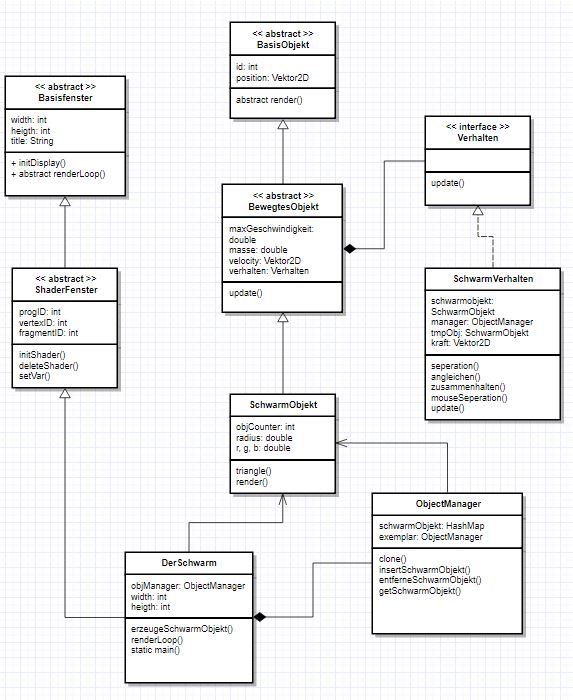 << abstract >>
BasisObjekt
id: int
position: Vektor2D
abstract render()
<< abstract >>
Basisfenster
width: int
heigth: int
title: String
+ initDisplay()
+ abstract renderLoop()
<< interface >>
Verhalten
update()
<< abstract >>
BewegtesObjekt
maxGeschwindigkeit:
double
masse: double
velocity: Vektor2D
verhalten: Verhalten
update()
<< abstract >>
ShaderFenster
progID: int
vertexID: int
fragmentID: int
initShader()
deleteShader()
setVar()
SchwarmVerhalten
schwarmobjekt:
SchwarmObjekt
manager: ObjectManager
tmpObj: SchwarmObjekt
kraft: Vektor2D
seperation()
angleichen()
zusammenhalten()
mouseSeperation()
update()
SchwarmObjekt
objCounter: int
radius: double
r, g, b: double
triangle()
render()
ObjectManager
schwarmObjekt: HashMap
exemplar: ObjectManager
clone()
insertSchwarmObjekt()
entferneSchwarmObjekt()
getSchwarmObjekt()
DerSchwarm
objManager: ObjectManager
width: int
heigth: int
erzeugeSchwarmObjekt()
renderLoop()
static main()